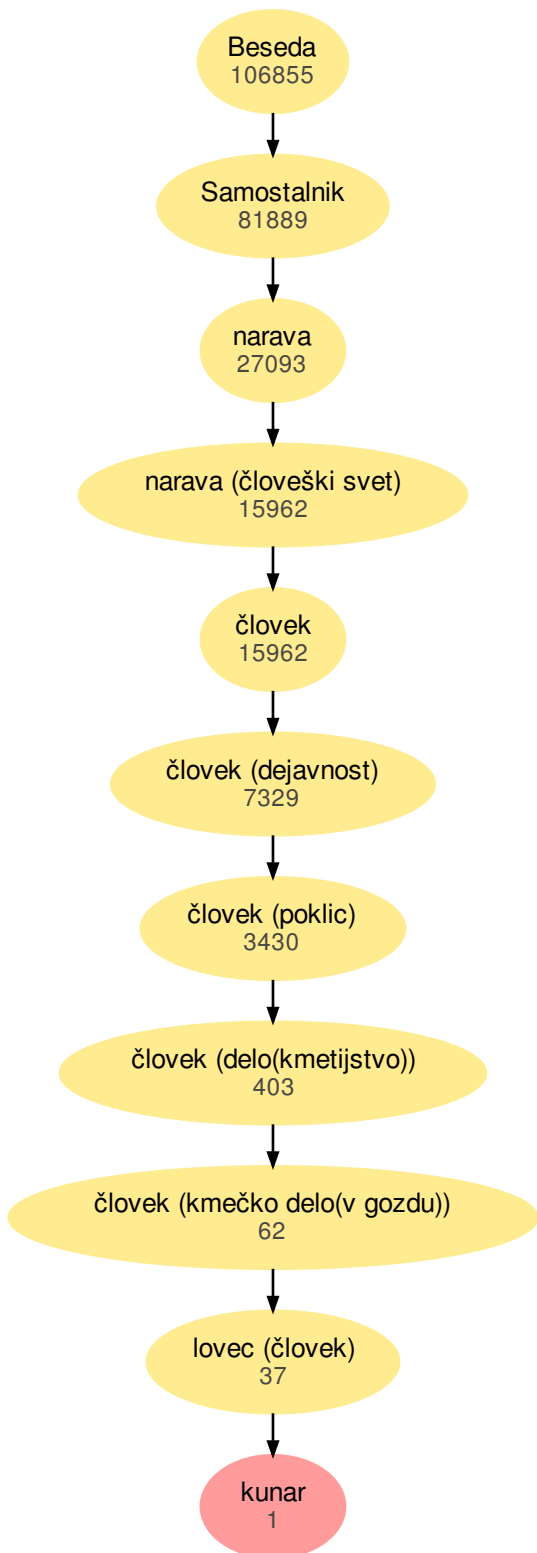 Beseda
106855
Samostalnik
81889
narava
27093
narava (človeški svet)
15962
človek
15962
človek (dejavnost)
7329
človek (poklic)
3430
človek (delo(kmetijstvo))
403
človek (kmečko delo(v gozdu))
62
lovec (človek)
37
kunar
1